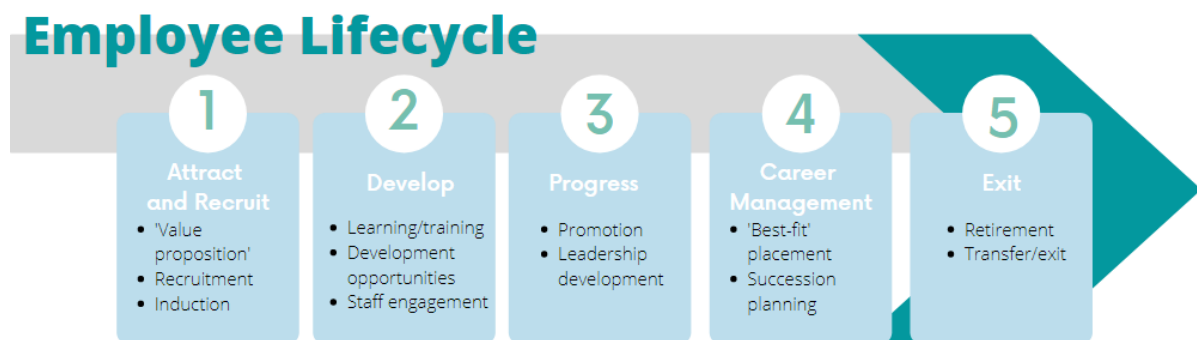 Employee Lifecycle
1
Attract
and Recruit
• 'Value
proposition'
• Recruitment
• Induction
2
Develop
• Learning/training
• Development
opportunities
• Staff engagement
3
Progress
• Promotion
• Leadership
development
4
Career
Management
• 'Best-fit'
placement
• Succession
planning
5
Exit
• Retirement
• Transfer/exit